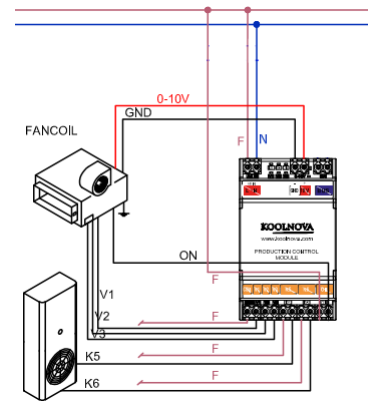 0-10V
GND
FANCOIL
F
N
KOOLNOVA
www.koolnova.com
PRODUCTION CONTROL
MODULE
ON
F
V1
V2
F
V3
F
K5
F
K6